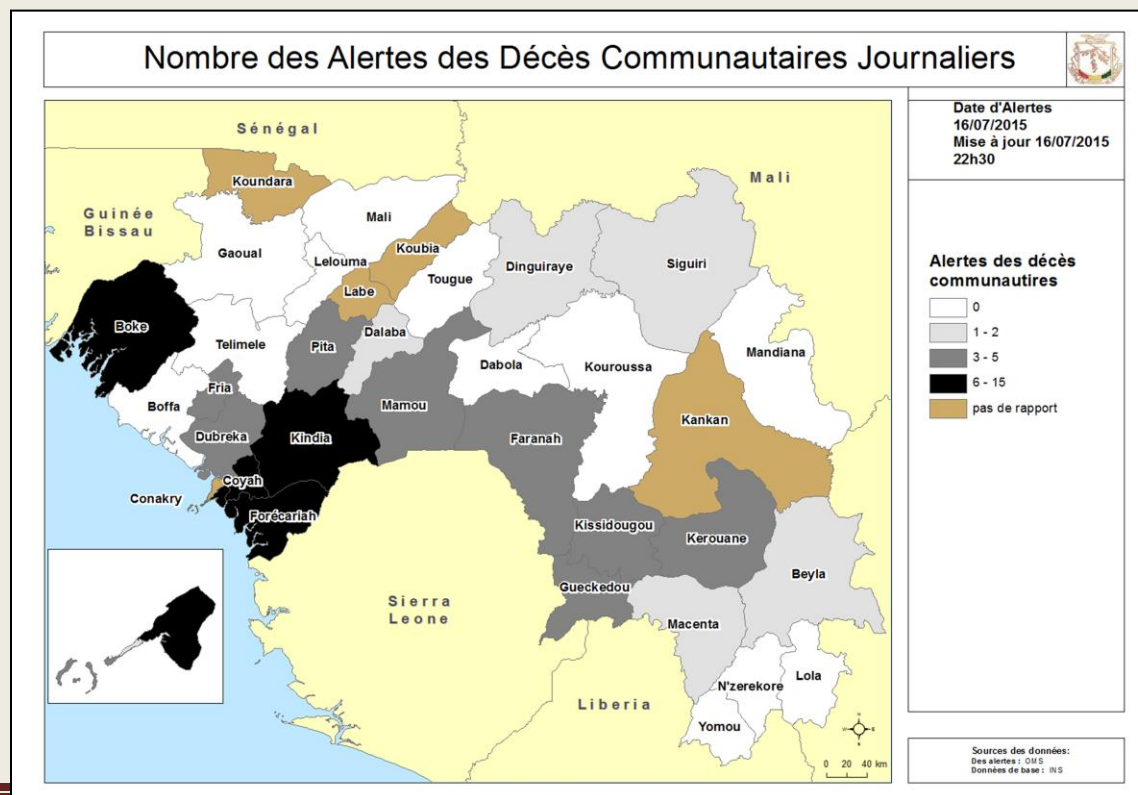 Nombre des Alertes des Décès Communautaires Journaliers
Date d'Alertes
16/07/2015
Mise à jour 16/07/2015
22h30
Alertes des décès
communautires
0
1 - 2
3 - 5
6 - 15
pas de rapport
Sénégal
Mali
Guinée
Bissau
Koundara
Mali
Gaoual
Koubia
Lelouma
Tougue
Labe
Dinguiraye
Siguiri
Boke
Telimele
Pita
Dalaba
Dabola
Kouroussa
Mandiana
Fria
Boffa
Mamou
Kankan
Dubreka
Kindia
Faranah
Coyah
Conakry
Forécariah
Kissidougou
Kerouane
Gueckedou
Beyla
Sierra
Leone
Macenta
N'zerekore
Lola
Liberia
Yomou
N
W
E
S
0 20 40 km
Sources des données:
Des alertes : OMS
Données de base : INS